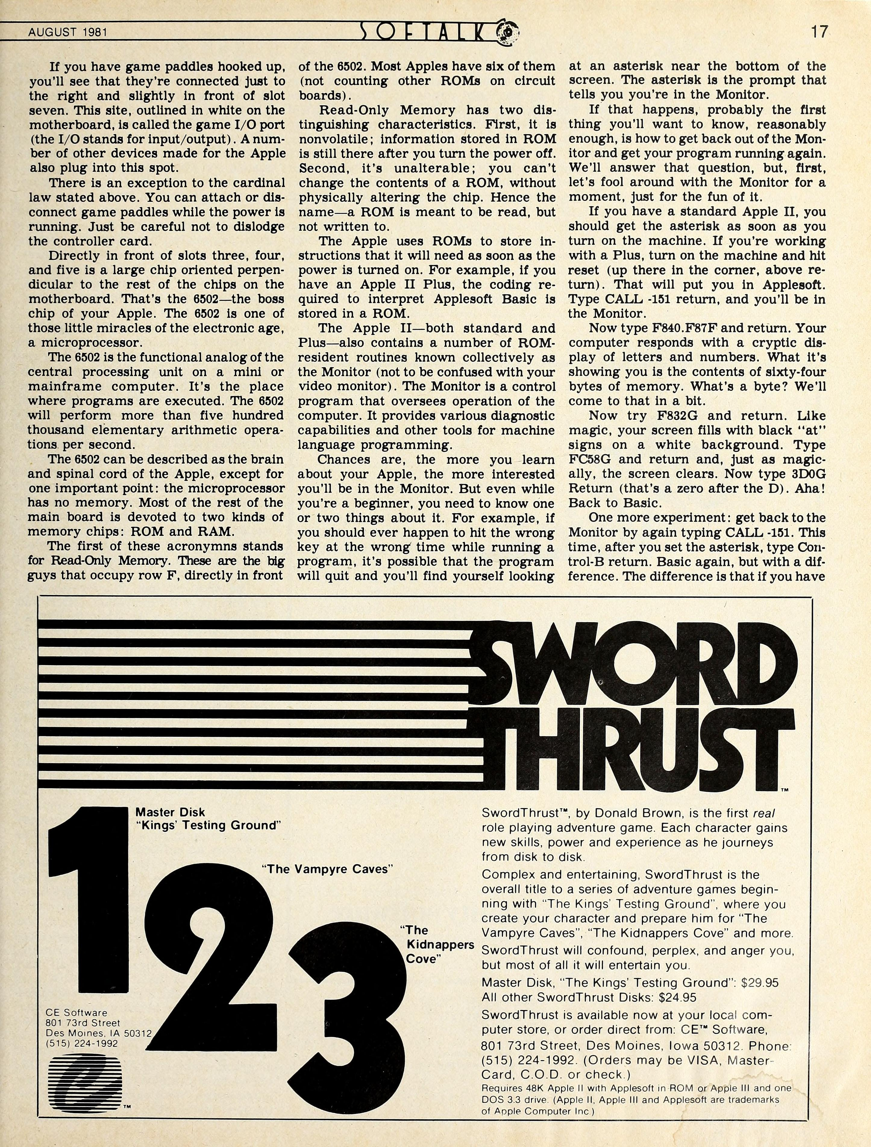 AUGUST 1981
SOFTALK
17
If you have game paddles hooked up,
you'll see that they're connected just to
the right and slightly in front of slot
seven. This site, outlined in white on the
motherboard, is called the game I/O port
(the I/O stands for input/output). A num-
ber of other devices made for the Apple
also plug into this spot.
There is an exception to the cardinal
law stated above. You can attach or dis-
connect game paddles while the power is
running. Just be careful not to dislodge
the controller card.
Directly in front of slots three, four,
and five is a large chip oriented perpen-
dicular to the rest of the chips on the
motherboard. That's the 6502—the boss
chip of your Apple. The 6502 is one of
those little miracles of the electronic age,
a microprocessor.
The 6502 is the functional analog of the
central processing unit on a mini or
mainframe computer. It's the place
where programs are executed. The 6502
will perform more than five hundred
thousand elementary arithmetic opera-
tions per second.
The 6502 can be described as the brain
and spinal cord of the Apple, except for
one important point: the microprocessor
has no memory. Most of the rest of the
main board is devoted to two kinds of
memory chips: ROM and RAM.
The first of these acronymns stands
for Read-Only Memory. These are the big
guys that occupy row F, directly in front
of the 6502. Most Apples have six of them
(not counting other ROMs on circuit
boards).
Read-Only Memory has two dis-
tinguishing characteristics. First, it is
nonvolatile; information stored in ROM
is still there after you turn the power off.
Second, it's unalterable; you can't
change the contents of a ROM, without
physically altering the chip. Hence the
name—a ROM is meant to be read, but
not written to.
The Apple uses ROMs to store in-
structions that it will need as soon as the
power is turned on. For example, if you
have an Apple II Plus, the coding re-
quired to interpret Applesoft Basic is
stored in a ROM.
The Apple II—both standard and
Plus—also contains a number of ROM-
resident routines known collectively as
the Monitor (not to be confused with your
video monitor). The Monitor is a control
program that oversees operation of the
computer. It provides various diagnostic
capabilities and other tools for machine
language programming.
Chances are, the more you learn
about your Apple, the more interested
you'll be in the Monitor. But even while
you're a beginner, you need to know one
or two things about it. For example, if
you should ever happen to hit the wrong
key at the wrong time while running a
program, it's possible that the program
will quit and you'll find yourself looking
at an asterisk near the bottom of the
screen. The asterisk is the prompt that
tells you you're in the Monitor.
If that happens, probably the first
thing you'll want to know, reasonably
enough, is how to get back out of the Mon-
itor and get your program running again.
We'll answer that question, but, first,
let's fool around with the Monitor for a
moment, just for the fun of it.
If you have a standard Apple II, you
should get the asterisk as soon as you
turn on the machine. If you're working
with a Plus, turn on the machine and hit
reset (up there in the corner, above re-
turn). That will put you in Applesoft.
Type CALL -151 return, and you'll be in
the Monitor.
Now type F840.F87F and return. Your
computer responds with a cryptic dis-
play of letters and numbers. What it's
showing you is the contents of sixty-four
bytes of memory. What's a byte? We'll
come to that in a bit.
Now try F832G and return. Like
magic, your screen fills with black "at"
signs on a white background. Type
FC58G and return and, just as magic-
ally, the screen clears. Now type 3D0G
Return (that's a zero after the D). Aha!
Back to Basic.
One more experiment: get back to the
Monitor by again typing CALL -151. This
time, after you set the asterisk, type Con-
trol-B return. Basic again, but with a dif-
ference. The difference is that if you have
SWORD
THRUST™
1
Master Disk
"Kings' Testing Ground"
2
"The Vampyre Caves"
3
"The
Kidnappers
Cove"
CE Software
801 73rd Street
Des Moines, IA 50312
(515) 224-1992
™
SwordThrust™, by Donald Brown, is the first real
role playing adventure game. Each character gains
new skills, power and experience as he journeys
from disk to disk.
Complex and entertaining, SwordThrust is the
overall title to a series of adventure games begin-
ning with "The Kings' Testing Ground", where you
create your character and prepare him for "The
Vampyre Caves", "The Kidnappers Cove" and more.
SwordThrust will confound, perplex, and anger you,
but most of all it will entertain you.
Master Disk, "The Kings' Testing Ground": $29.95
All other SwordThrust Disks: $24.95
SwordThrust is available now at your local com-
puter store, or order direct from: CE™ Software,
801 73rd Street, Des Moines, Iowa 50312. Phone:
(515) 224-1992. (Orders may be VISA, Master-
Card, C.O.D. or check.)
Requires 48K Apple II with Applesoft in ROM or Apple III and one
DOS 3.3 drive. (Apple II, Apple III and Applesoft are trademarks
of Apple Computer Inc.)